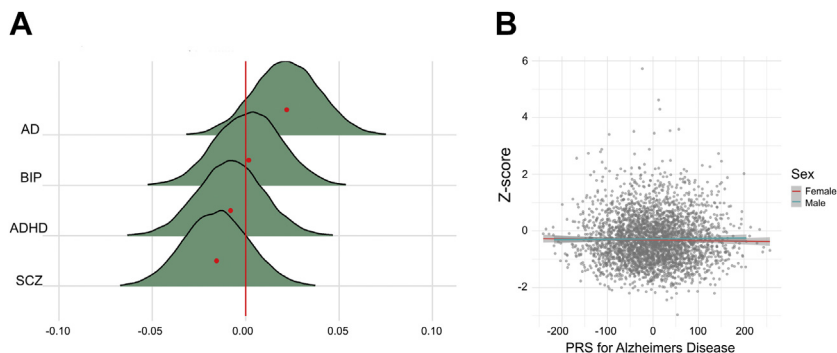 A
AD
BIP
ADHD
SCZ
-0.10
-0.05
0.00
0.05
0.10
B
6
4
2
0
-2
Z-score
-200
-100
0
100
200
PRS for Alzheimers Disease
Sex
Female
Male